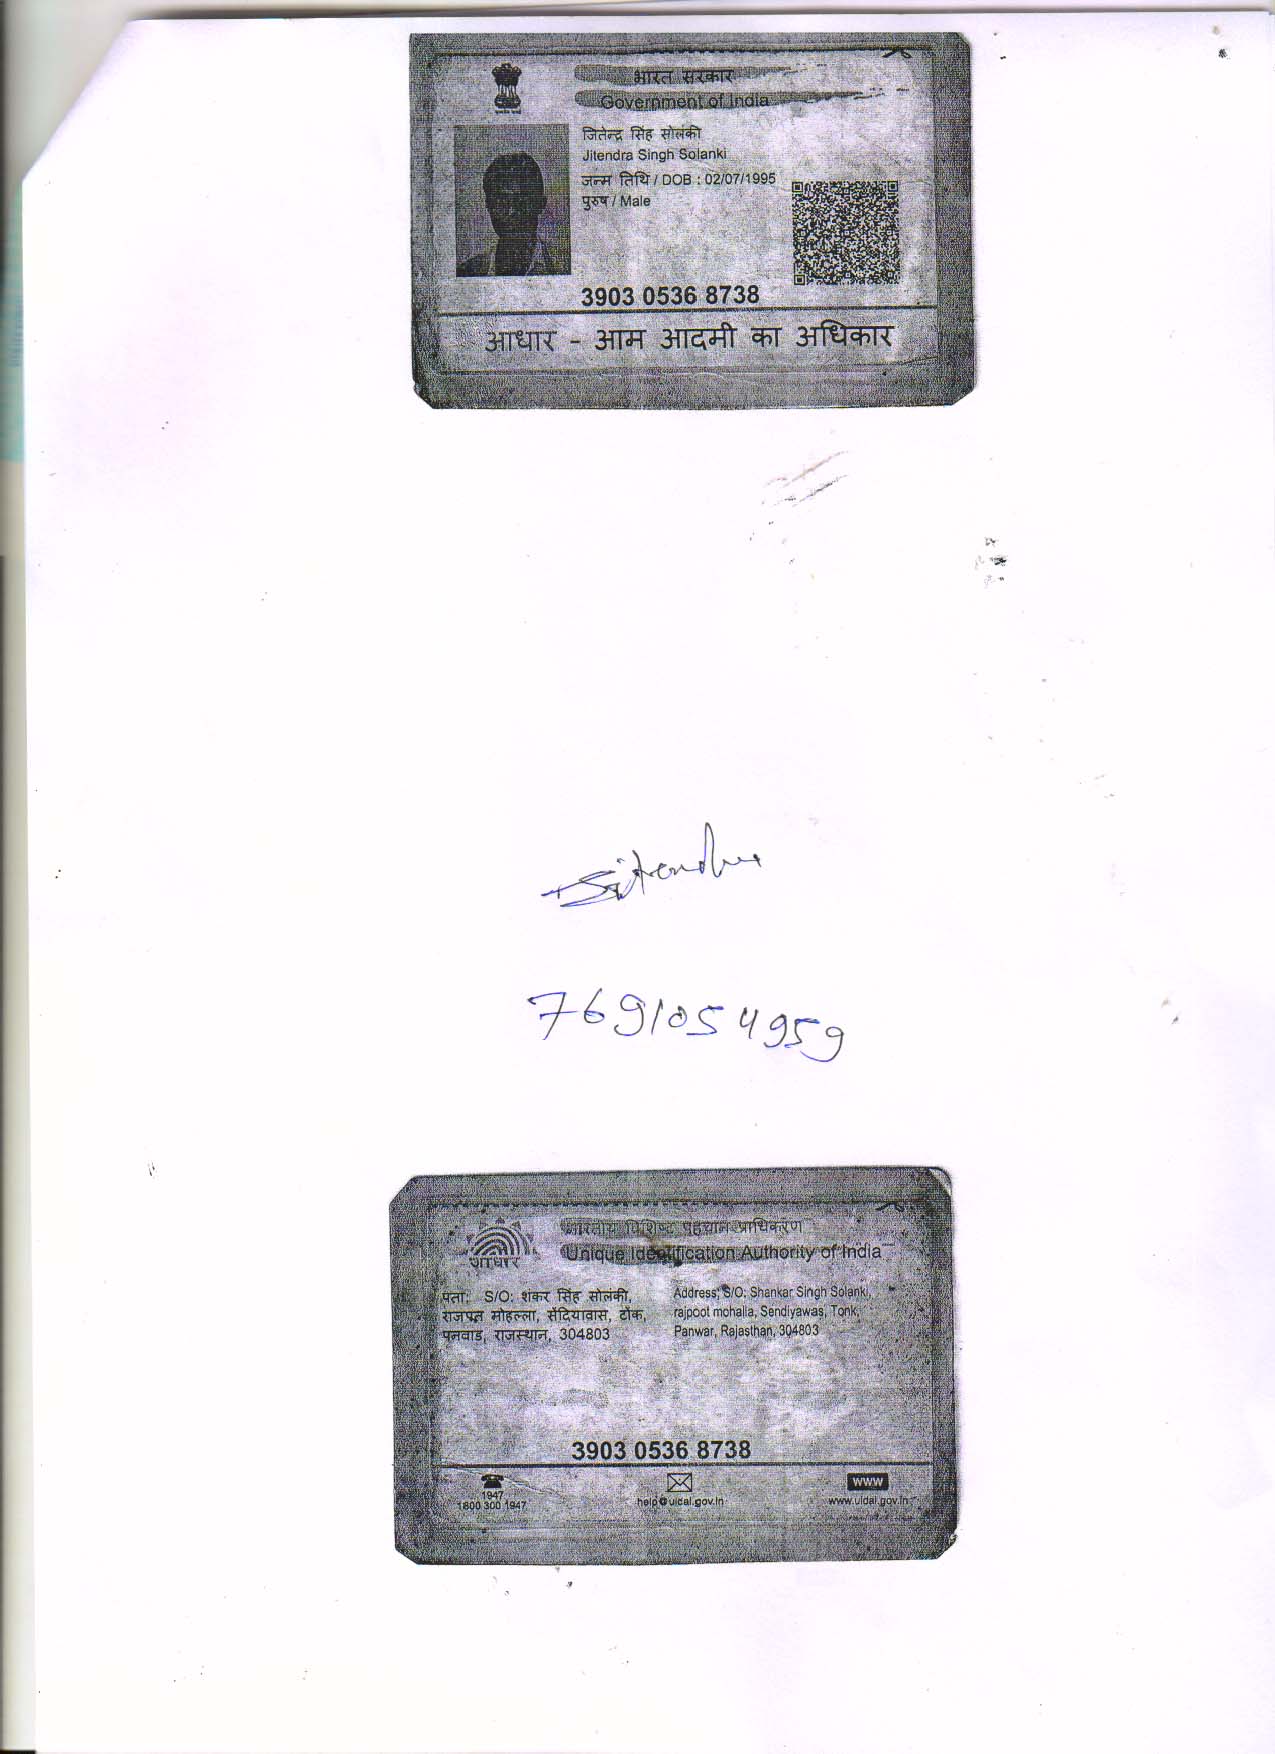 भारत सरकार
Government of India
जितेन्द्र सिंह सोलंकी
Jitendra Singh Solanki
जन्म तिथि / DOB : 02/07/1995
पुरुष / Male
3903 0536 8738
आधार - आम आदमी का अधिकार
Jitendra
7691054959
भारतीय विशिष्ट पहचान प्राधिकरण
Unique Identification Authority of India
आधार
पता: S/O: शंकर सिंह सोलंकी,
राजपूत मोहल्ला, सेंदियावास, टोंक,
पनवाड, राजस्थान, 304803
Address: S/O: Shankar Singh Solanki,
rajpoot mohalla, Sendiyawas, Tonk,
Panwar, Rajasthan, 304803
3903 0536 8738
1947
1800 300 1947
help@uidai.gov.in
www
www.uidai.gov.in